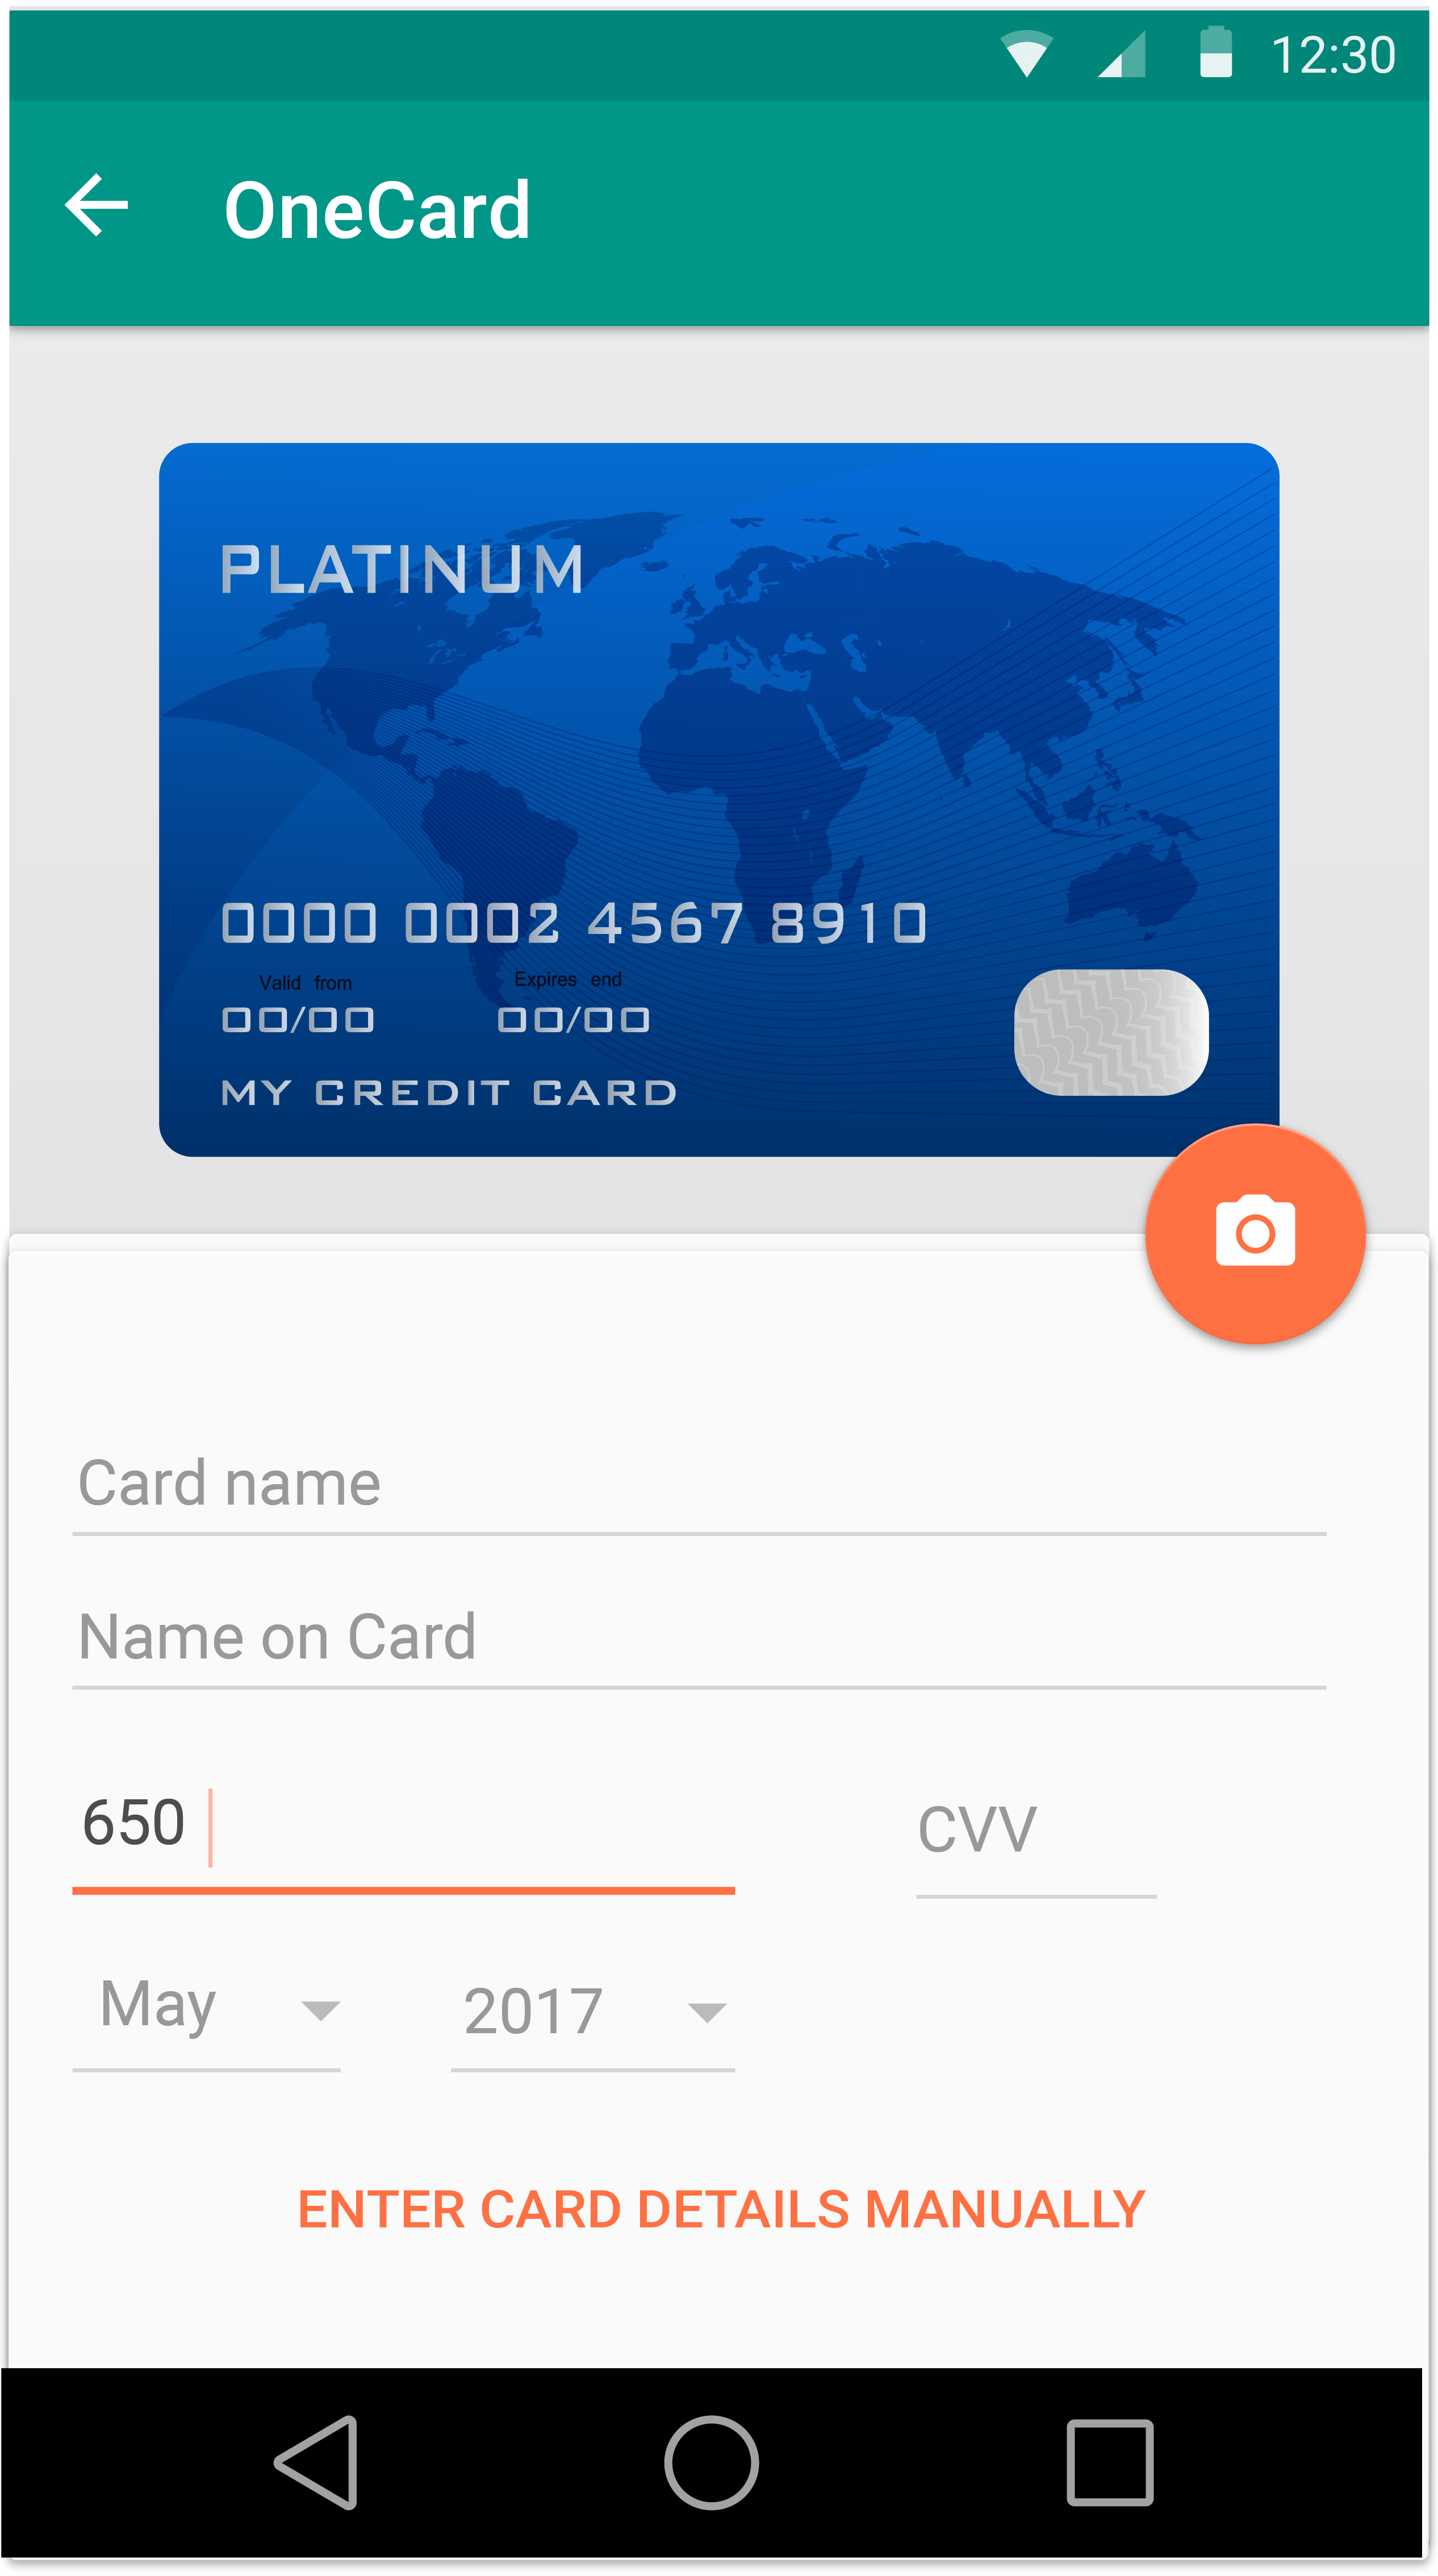 12:30
OneCard
PLATINUM
0000 0002 4567 8910
Valid from Expires end
00/00 00/00
MY CREDIT CARD
Card name
Name on Card
650 CVV
May 2017
ENTER CARD DETAILS MANUALLY